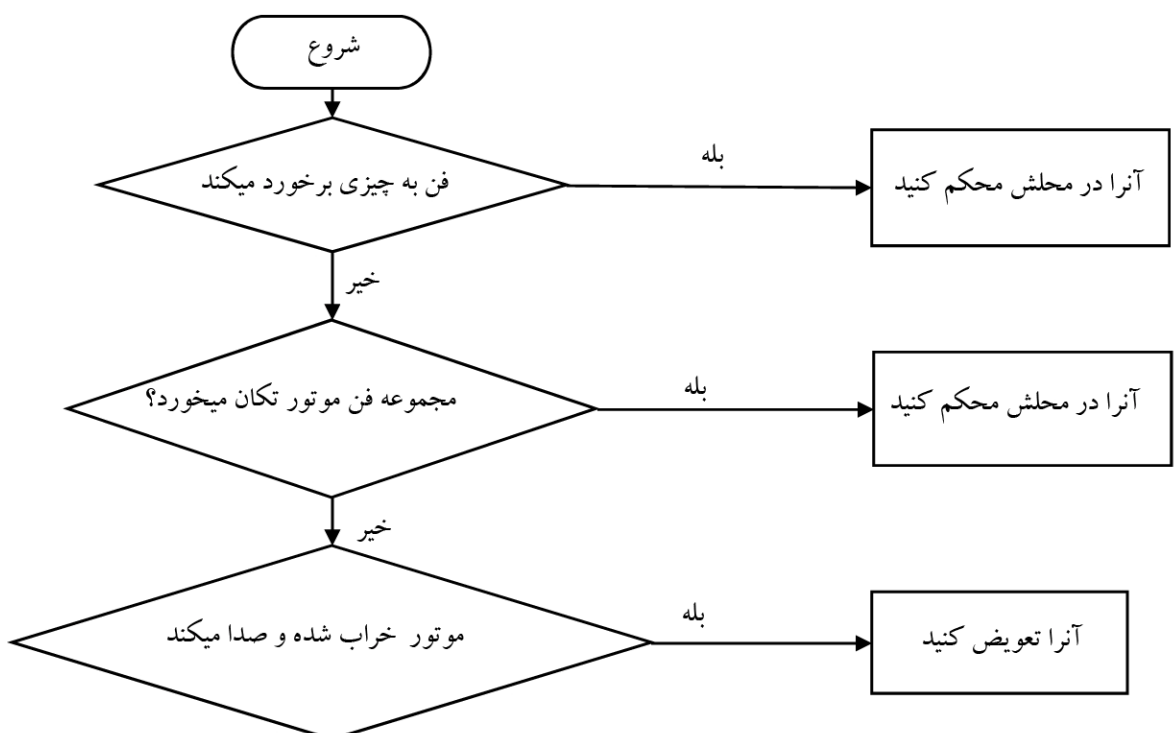 شروع
فن به چیزی برخورد میکند
بله
آنرا در محلش محکم کنید
خیر
مجموعه فن موتور تکان میخورد؟
بله
آنرا در محلش محکم کنید
خیر
موتور خراب شده و صدا میکند
بله
آنرا تعویض کنید